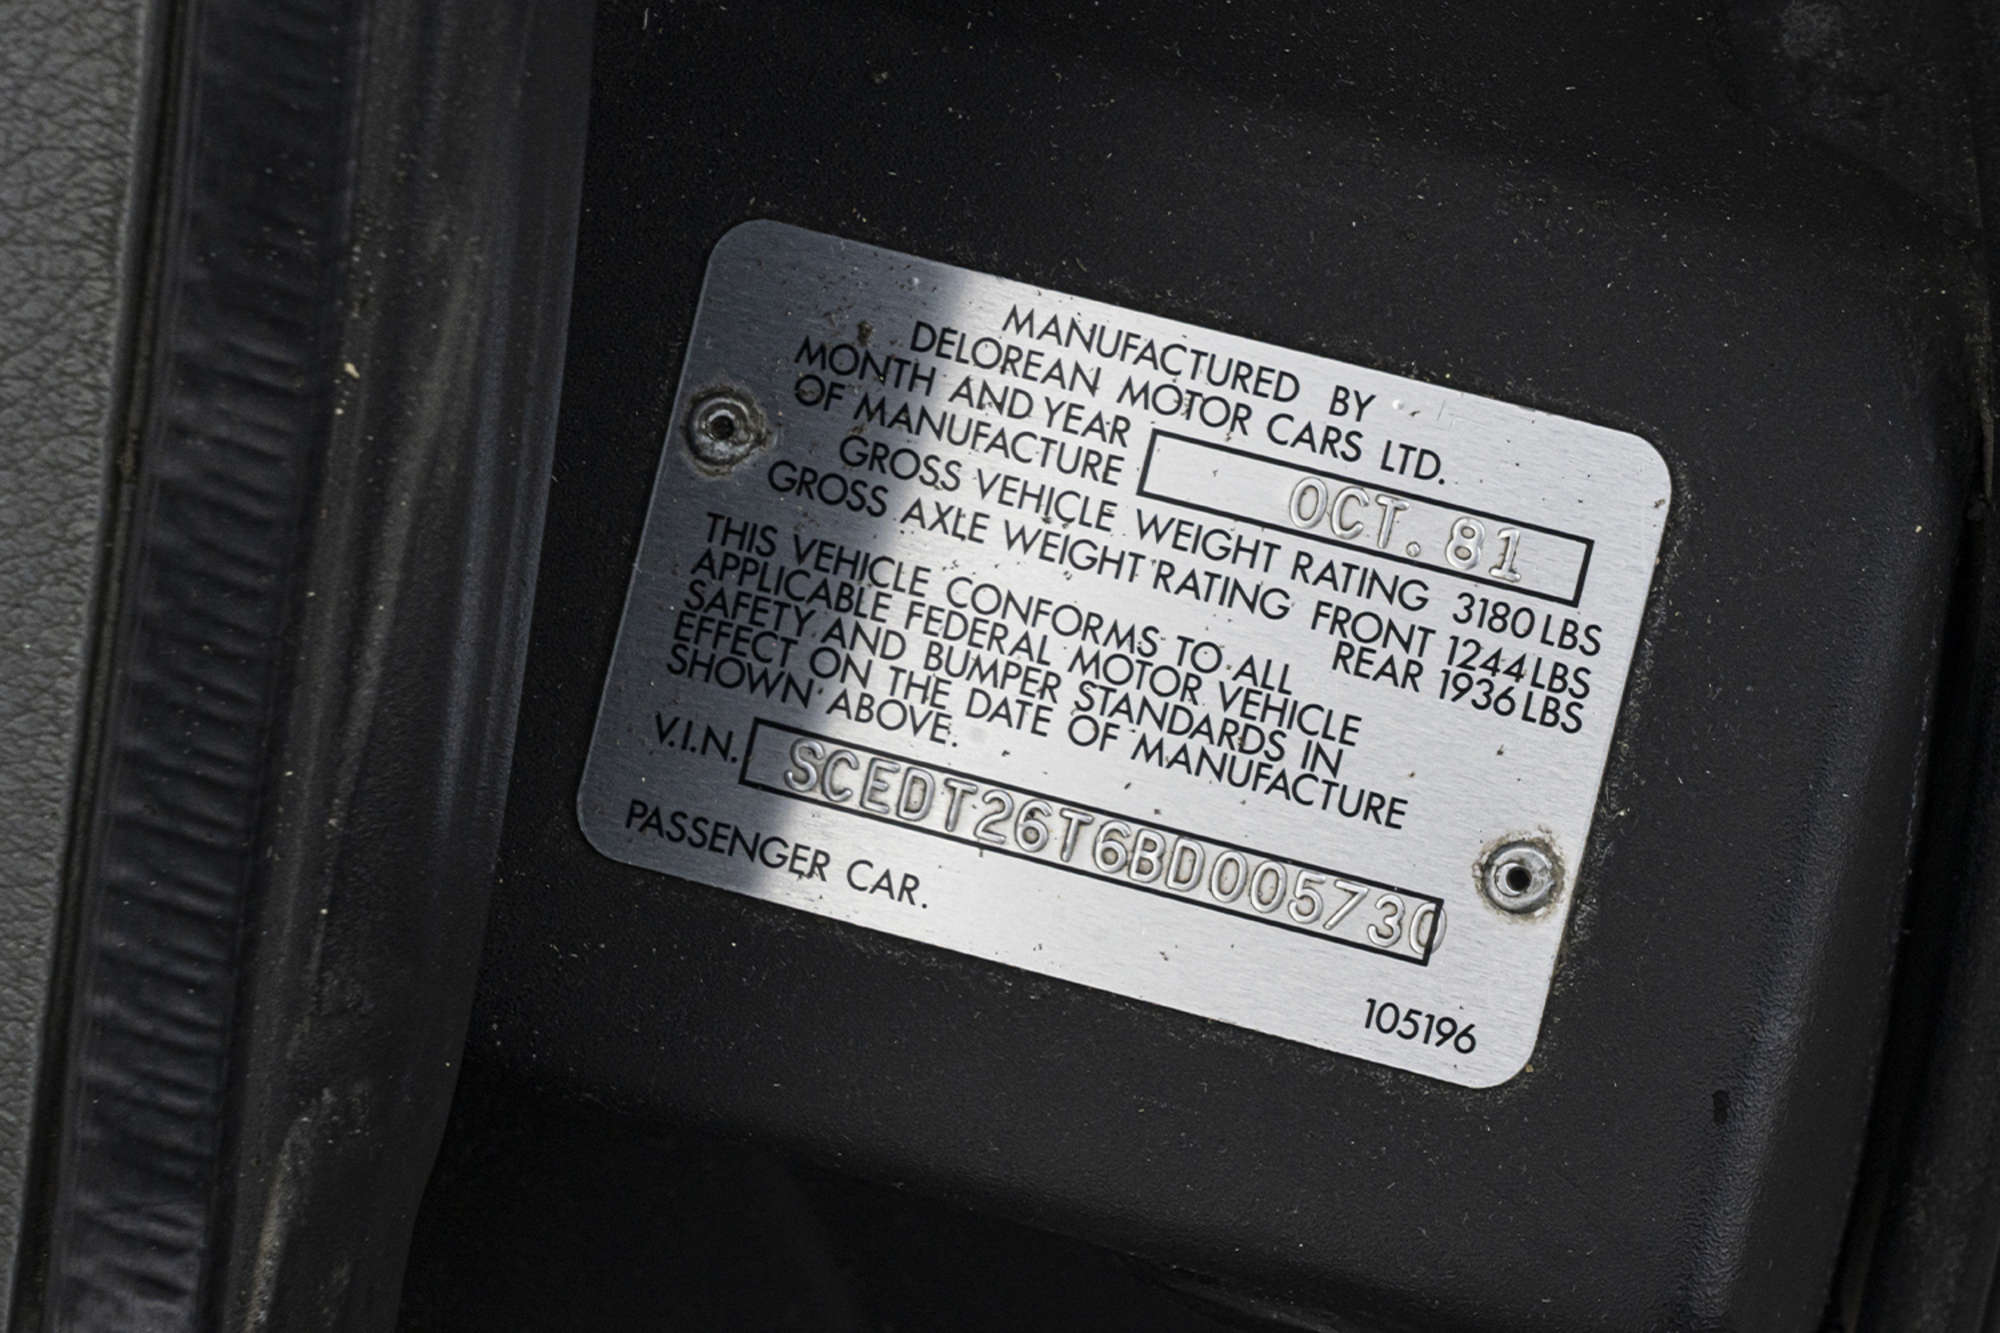 MANUFACTURED BY
DELOREAN MOTOR CARS LTD.
MONTH AND YEAR
OF MANUFACTURE OCT. 81
GROSS VEHICLE WEIGHT RATING 3180 LBS
GROSS AXLE WEIGHT RATING FRONT 1244 LBS
REAR 1936 LBS
THIS VEHICLE CONFORMS TO ALL
APPLICABLE FEDERAL MOTOR VEHICLE
SAFETY AND BUMPER STANDARDS IN
EFFECT ON THE DATE OF MANUFACTURE
SHOWN ABOVE.
V.I.N. SCEDT26T6BD005730
PASSENGER CAR.
105196